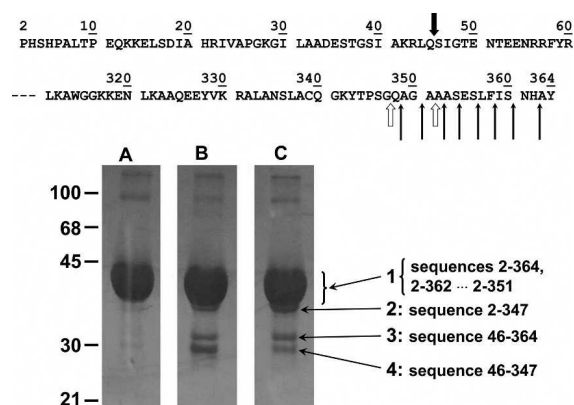 2 10 20 30 40 50 60
PHSHPALTP EQKKELSDIA HRIVAPGKGI LAADESTGSI AKRLQSIGTE NTEENRRFYR
320 330 340 350 360 364
--- LKAWGGKKEN LKAAQEEYVK RALANSLACQ GKYTPSGQAG AAASESLFIS NHAY
A B C
100
68
45
30
21
1 { sequences 2-364,
2-362 ··· 2-351
2: sequence 2-347
3: sequence 46-364
4: sequence 46-347